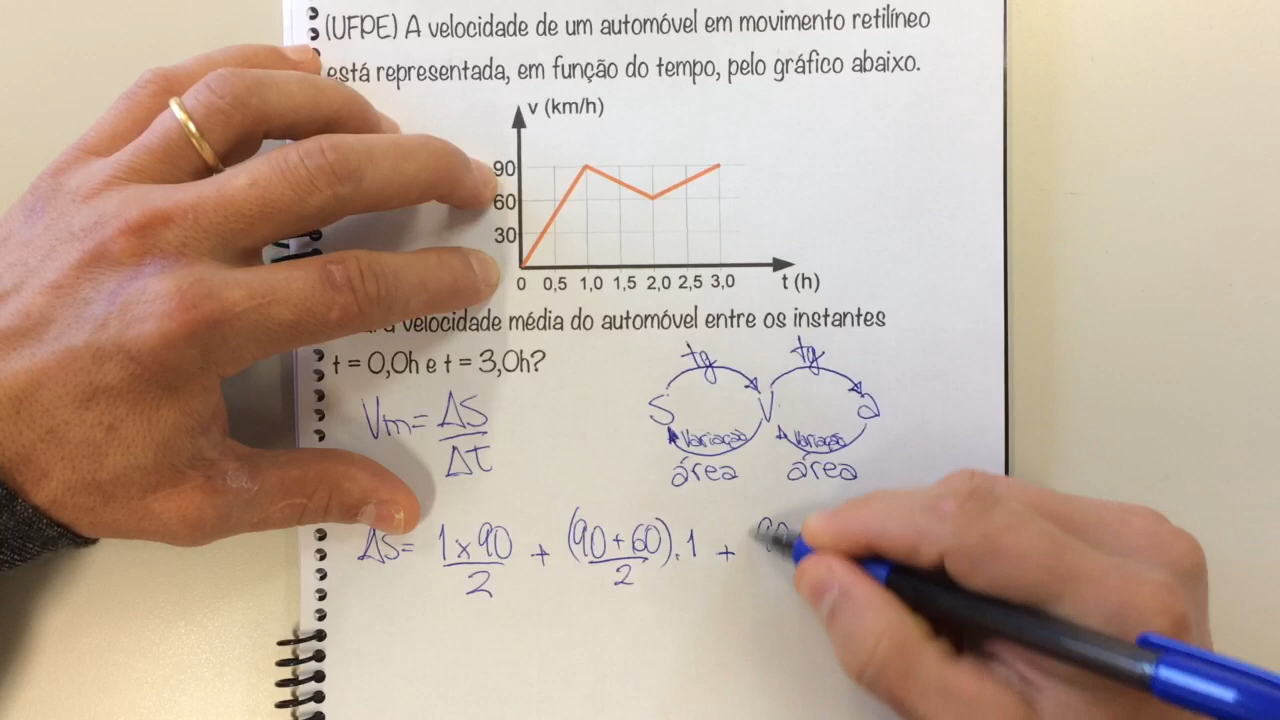 (UFPE) A velocidade de um automóvel em movimento retilíneo
está representada, em função do tempo, pelo gráfico abaixo.
v (km/h)
90
60
30
0 0,5 1,0 1,5 2,0 2,5 3,0 t (h)
velocidade média do automóvel entre os instantes
t = 0,0h e t = 3,0h?
tg tg
S V a
Variação Variação
área área
Vm = ΔS
Δt
ΔS = 1x90 + (90+60).1 +
2 2